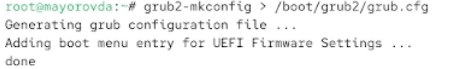 root@mayorovda:~# grub2-mkconfig > /boot/grub2/grub.cfg
Generating grub configuration file ...
Adding boot menu entry for UEFI Firmware Settings ...
done